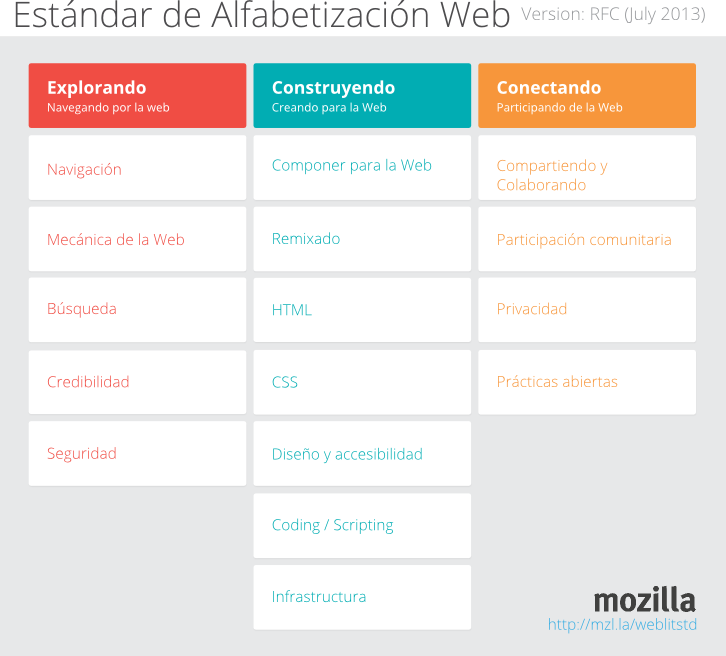 Estándar de Alfabetización Web Version: RFC (July 2013)
Explorando
Navegando por la web
Navegación
Mecánica de la Web
Búsqueda
Credibilidad
Seguridad
Construyendo
Creando para la Web
Componer para la Web
Remixado
HTML
CSS
Diseño y accesibilidad
Coding / Scripting
Infrastructura
Conectando
Participando de la Web
Compartiendo y
Colaborando
Participación comunitaria
Privacidad
Prácticas abiertas
mozilla
http://mzl.la/weblitstd